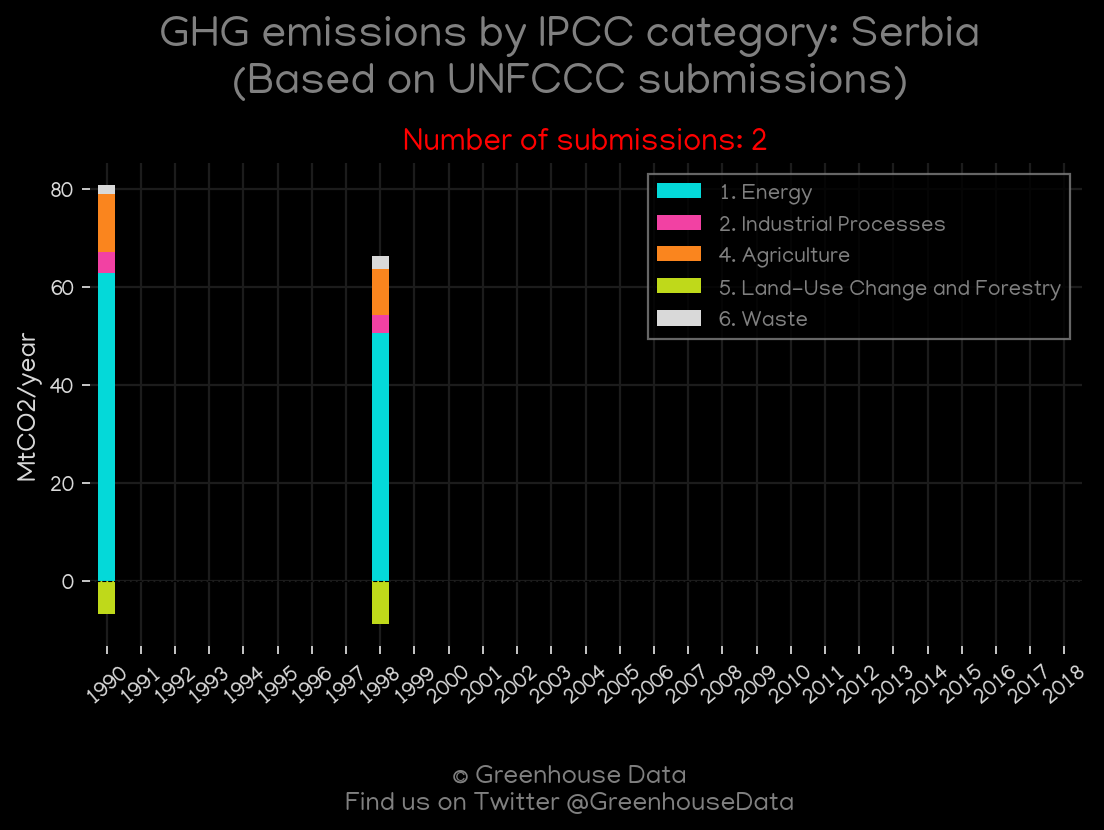 GHG emissions by IPCC category: Serbia
(Based on UNFCCC submissions)
Number of submissions: 2
MtCO2/year
80
60
40
20
0
1. Energy
2. Industrial Processes
4. Agriculture
5. Land-Use Change and Forestry
6. Waste
1990 1991 1992 1993 1994 1995 1996 1997 1998 1999 2000 2001 2002 2003 2004 2005 2006 2007 2008 2009 2010 2011 2012 2013 2014 2015 2016 2017 2018
© Greenhouse Data
Find us on Twitter @GreenhouseData